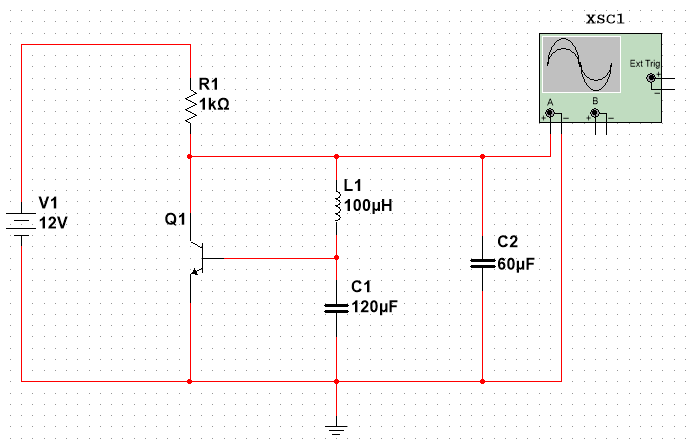 XSC1
Ext Trig
+
−
A
B
+ −
+ −
R1
1kΩ
V1
12V
Q1
L1
100µH
C1
120µF
C2
60µF